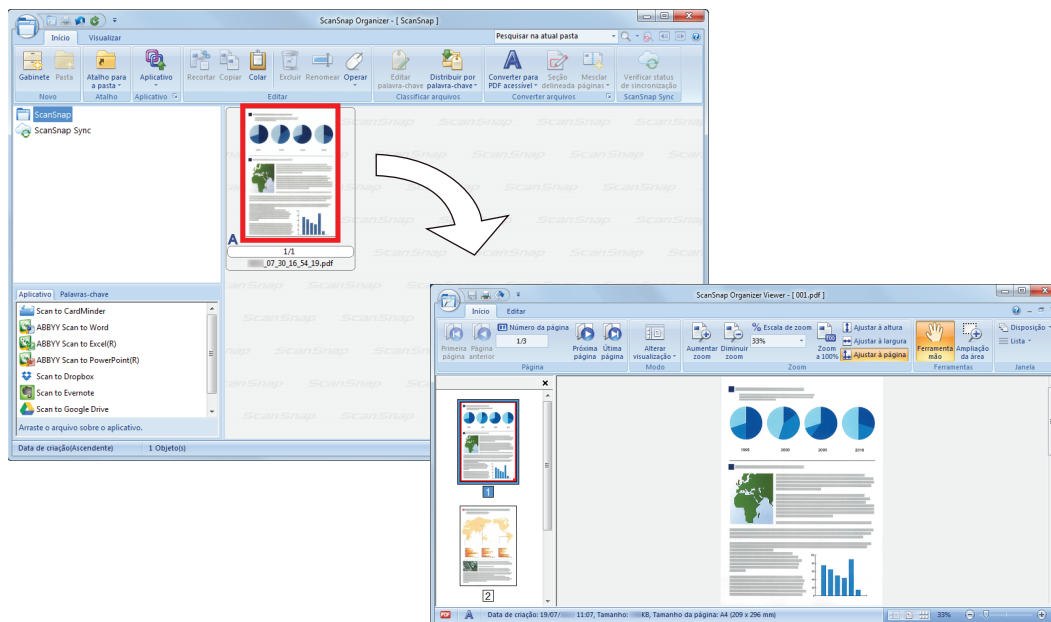 ScanSnap Organizer - [ ScanSnap ]
Início Visualizar
Pesquisar na atual pasta
Gabinete Pasta Atalho para a pasta Aplicativo Recortar Copiar Colar Excluir Renomear Operar Editar palavra-chave Distribuir por palavra-chave Converter para PDF acessível Seção delineada Mesclar páginas Verificar status de sincronização
Novo Atalho Aplicativo Editar Classificar arquivos Converter arquivos ScanSnap Sync
ScanSnap
ScanSnap Sync
A
1/1
_07_30_16_54_19.pdf
Aplicativo Palavras-chave
Scan to CardMinder
ABBYY Scan to Word
ABBYY Scan to Excel(R)
ABBYY Scan to PowerPoint(R)
Scan to Dropbox
Scan to Evernote
Scan to Google Drive
Arraste o arquivo sobre o aplicativo.
Data de criação(Ascendente) 1 Objeto(s)
ScanSnap Organizer Viewer - [ 001.pdf ]
Início Editar
Primeira página Página anterior Número da página 1/3 Próxima página Útima página Alterar visualização Aumentar zoom Diminuir zoom % Escala de zoom 33% Zoom a 100% Ajustar à altura Ajustar à largura Ajustar à página Ferramenta mão Ampliação da área Disposição Lista
Página Modo Zoom Ferramentas Janela
1
2
1995 2000 2005 2010
Data de criação: 19/07/ 11:07, Tamanho: KB, Tamanho da página: A4 (209 x 296 mm) 33%